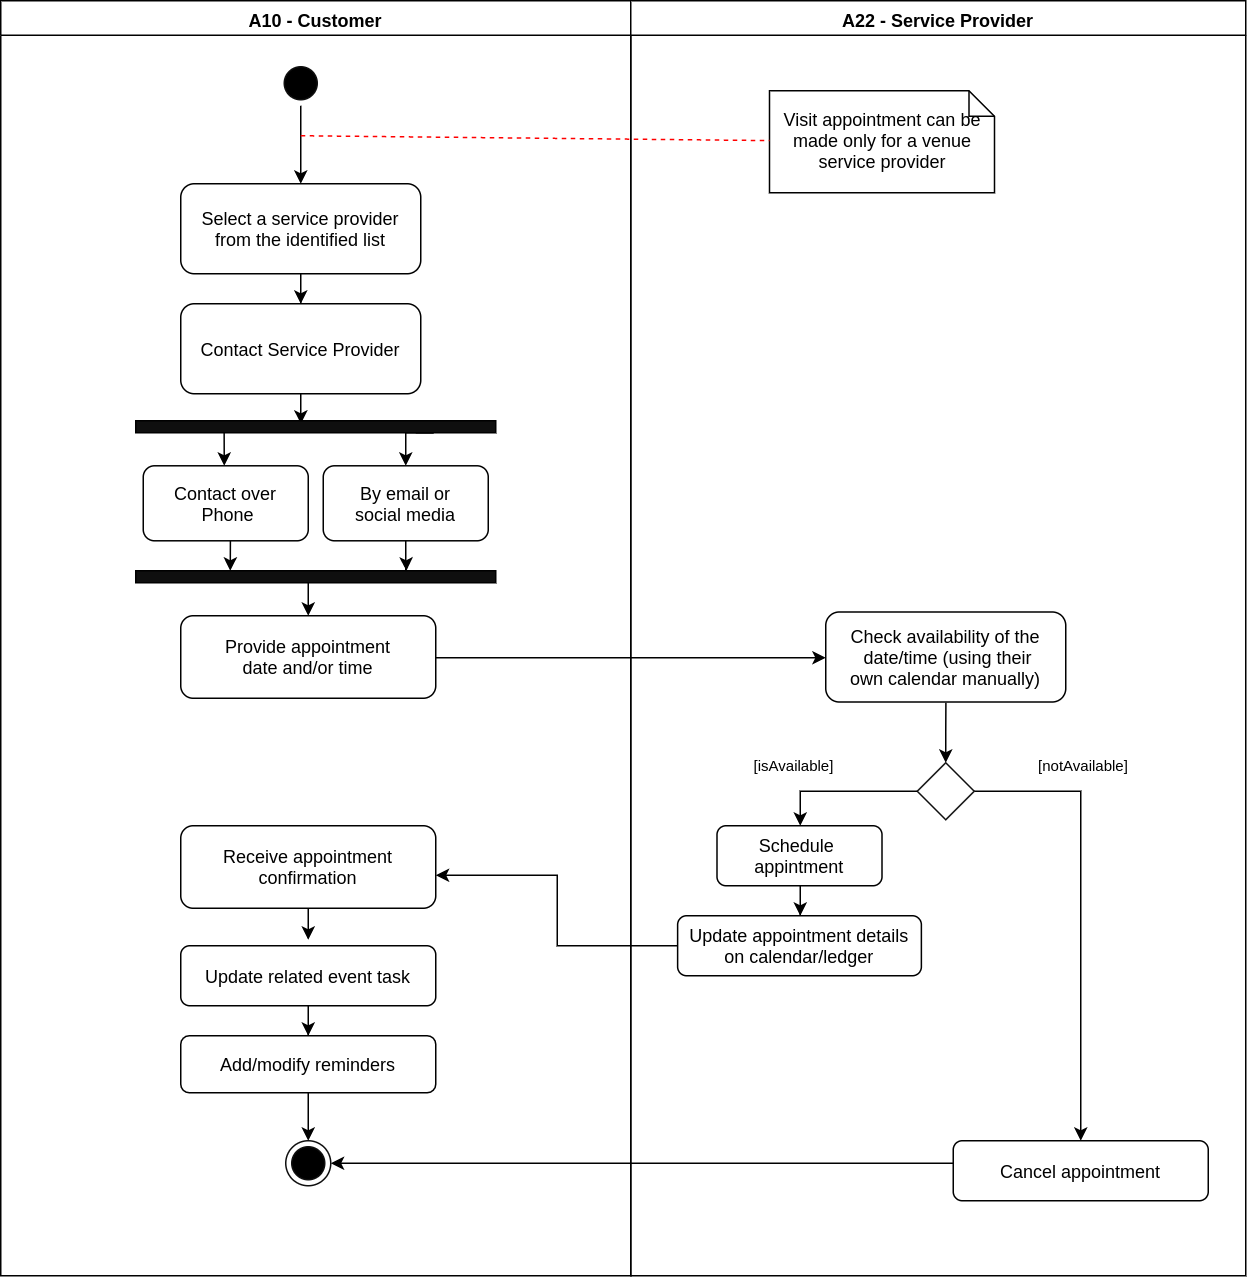 A10 - Customer
A22 - Service Provider
Visit appointment can be
made only for a venue
service provider
Select a service provider
from the identified list
Contact Service Provider
Contact over
Phone
By email or
social media
Provide appointment
date and/or time
Check availability of the
date/time (using their
own calendar manually)
[isAvailable]
[notAvailable]
Schedule
appintment
Receive appointment
confirmation
Update appointment details
on calendar/ledger
Update related event task
Add/modify reminders
Cancel appointment